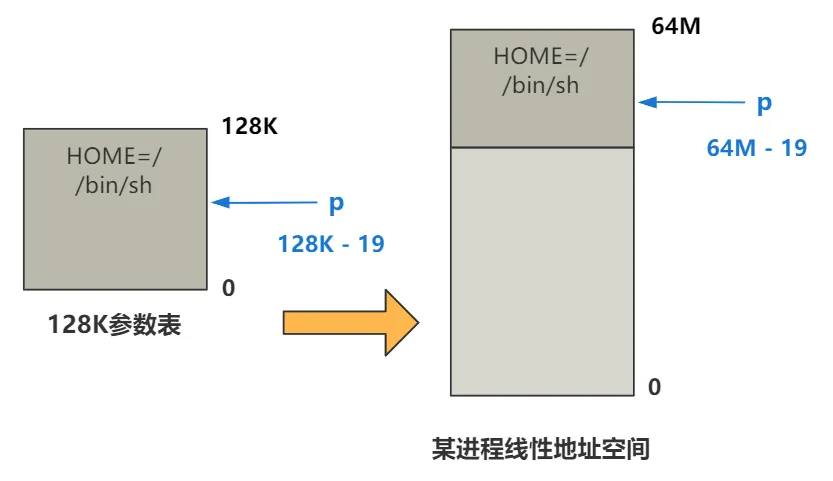 128K
HOME=/
/bin/sh
p
128K - 19
0
128K参数表
64M
HOME=/
/bin/sh
p
64M - 19
0
某进程线性地址空间